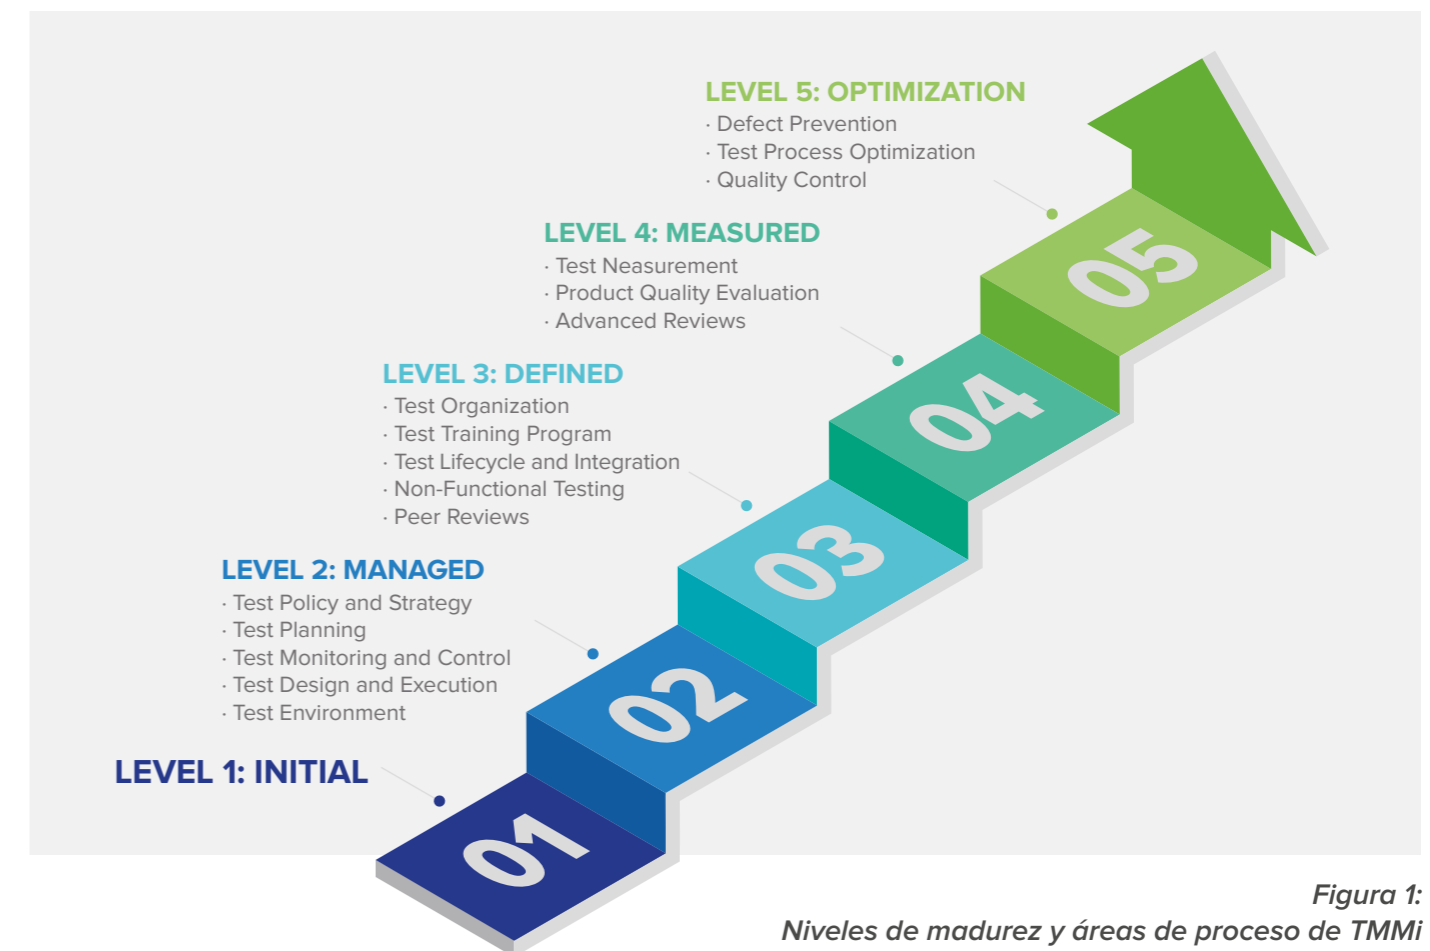 LEVEL 5: OPTIMIZATION
· Defect Prevention
· Test Process Optimization
· Quality Control
LEVEL 4: MEASURED
· Test Neasurement
· Product Quality Evaluation
· Advanced Reviews
LEVEL 3: DEFINED
· Test Organization
· Test Training Program
· Test Lifecycle and Integration
· Non-Functional Testing
· Peer Reviews
LEVEL 2: MANAGED
· Test Policy and Strategy
· Test Planning
· Test Monitoring and Control
· Test Design and Execution
· Test Environment
LEVEL 1: INITIAL
05
04
03
02
01
Figura 1:
Niveles de madurez y áreas de proceso de TMMi